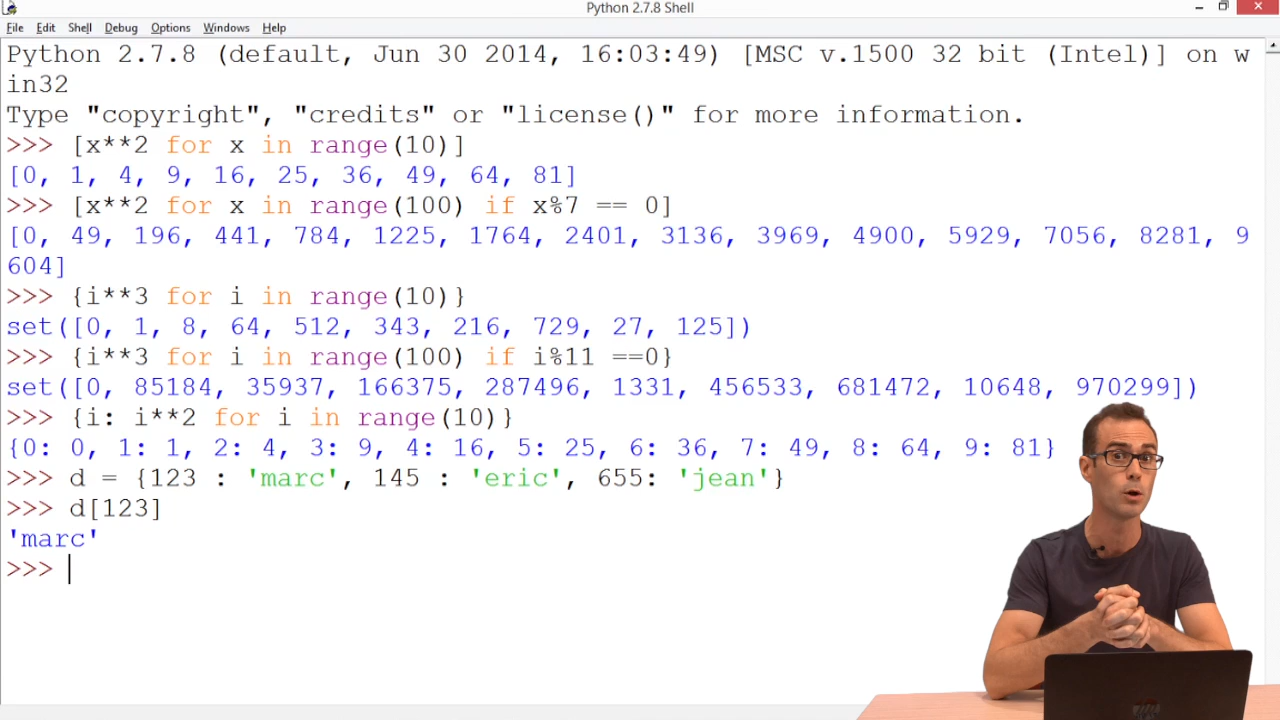 Python 2.7.8 Shell
File Edit Shell Debug Options Windows Help
Python 2.7.8 (default, Jun 30 2014, 16:03:49) [MSC v.1500 32 bit (Intel)] on w
in32
Type "copyright", "credits" or "license()" for more information.
>>> [x**2 for x in range(10)]
[0, 1, 4, 9, 16, 25, 36, 49, 64, 81]
>>> [x**2 for x in range(100) if x%7 == 0]
[0, 49, 196, 441, 784, 1225, 1764, 2401, 3136, 3969, 4900, 5929, 7056, 8281, 9
604]
>>> {i**3 for i in range(10)}
set([0, 1, 8, 64, 512, 343, 216, 729, 27, 125])
>>> {i**3 for i in range(100) if i%11 ==0}
set([0, 85184, 35937, 166375, 287496, 1331, 456533, 681472, 10648, 970299])
>>> {i: i**2 for i in range(10)}
{0: 0, 1: 1, 2: 4, 3: 9, 4: 16, 5: 25, 6: 36, 7: 49, 8: 64, 9: 81}
>>> d = {123 : 'marc', 145 : 'eric', 655: 'jean'}
>>> d[123]
'marc'
>>>